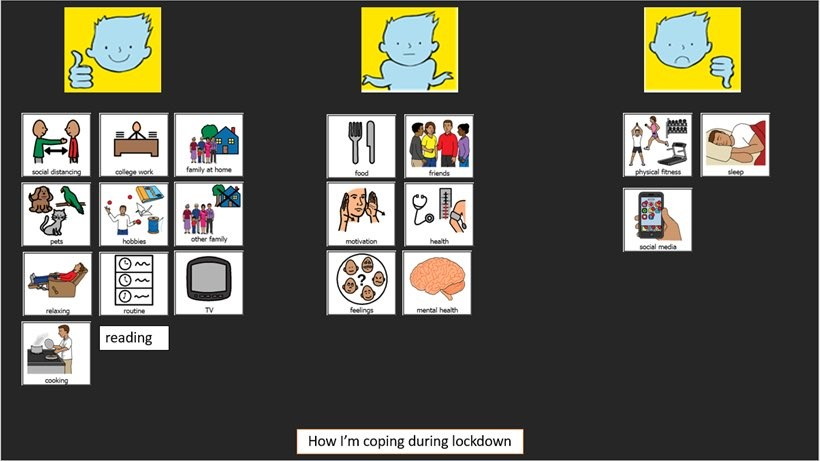 social distancing
college work
family at home
pets
hobbies
other family
relaxing
routine
TV
cooking
reading
food
friends
motivation
health
feelings
?
mental health
physical fitness
sleep
social media
How I'm coping during lockdown